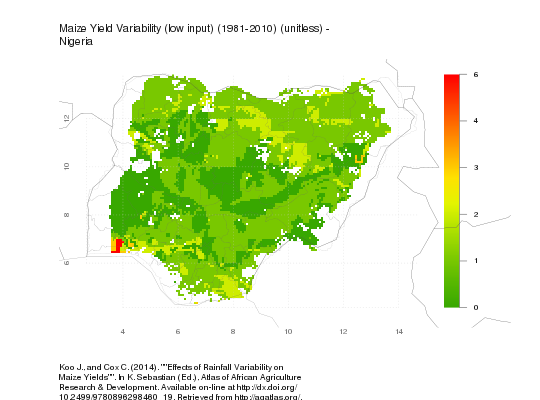 Maize Yield Variability (low input) (1981-2010) (unitless) -
Nigeria
6
5
4
3
2
1
0
12
10
8
6
4 6 8 10 12 14
Koo J., and Cox C. (2014). ""Effects of Rainfall Variability on
Maize Yields"". In K. Sebastian (Ed.), Atlas of African Agriculture
Research & Development. Available on-line at http://dx.doi.org/
10.2499/9780896298460_19. Retrieved from http://agatlas.org/.